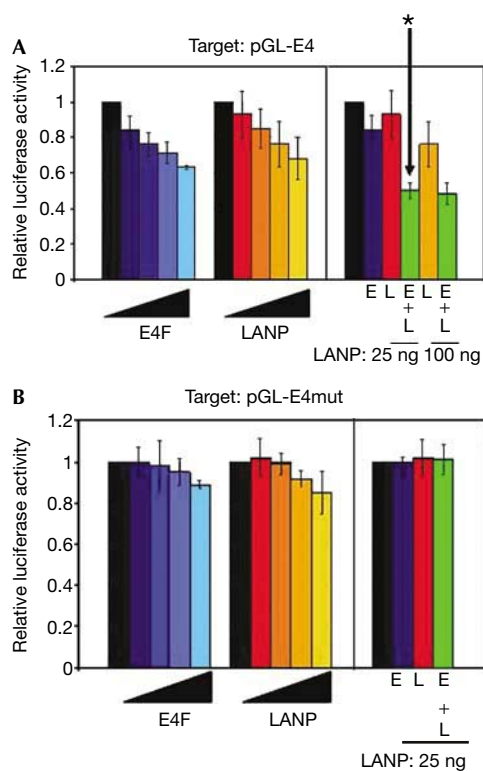 A
Target: pGL-E4
*
Relative luciferase activity
1.2
1
0.8
0.6
0.4
0.2
0
E4F
LANP
E L E L E
+ +
L L
LANP: 25 ng 100 ng
B
Target: pGL-E4mut
Relative luciferase activity
1.2
1
0.8
0.6
0.4
0.2
0
E4F
LANP
E L E
+
L
LANP: 25 ng